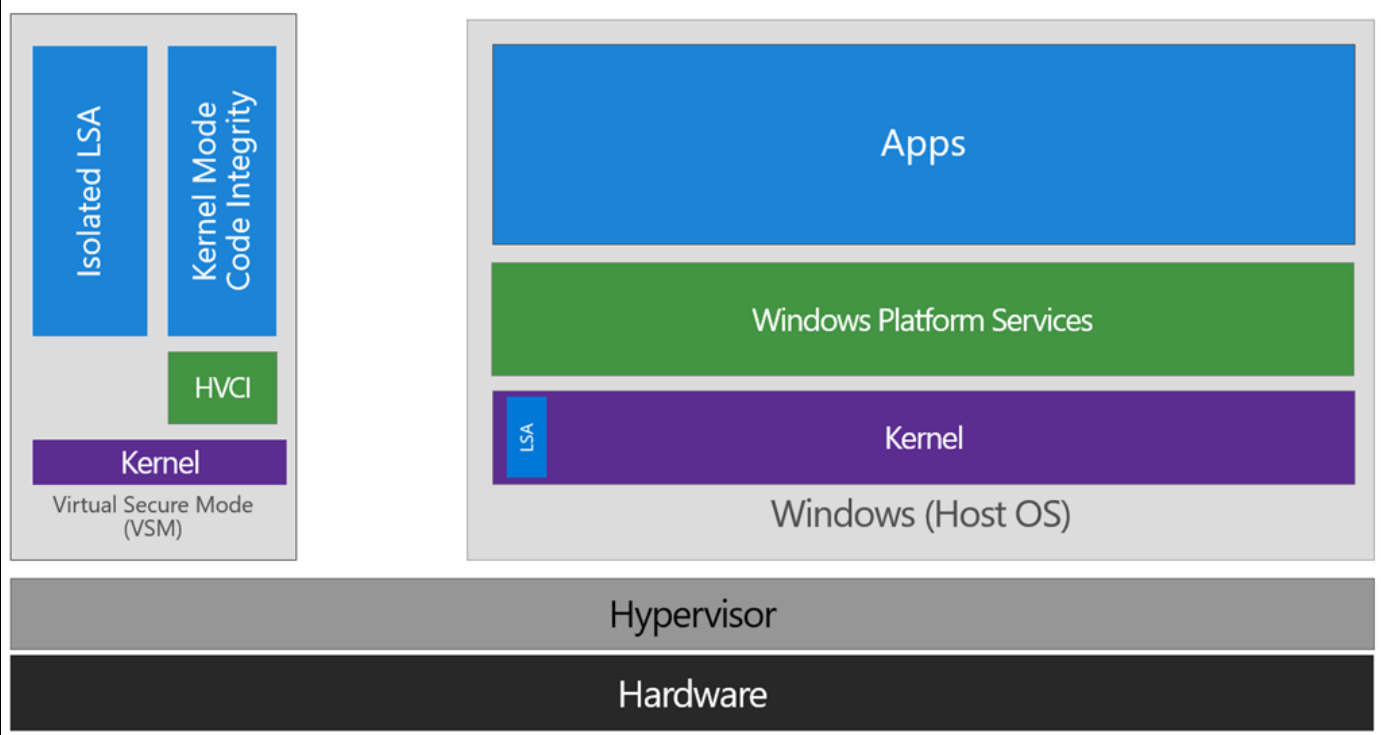 Isolated LSA
Kernel Mode
Code Integrity
HVCI
Kernel
Virtual Secure Mode
(VSM)
Apps
Windows Platform Services
LSA
Kernel
Windows (Host OS)
Hypervisor
Hardware